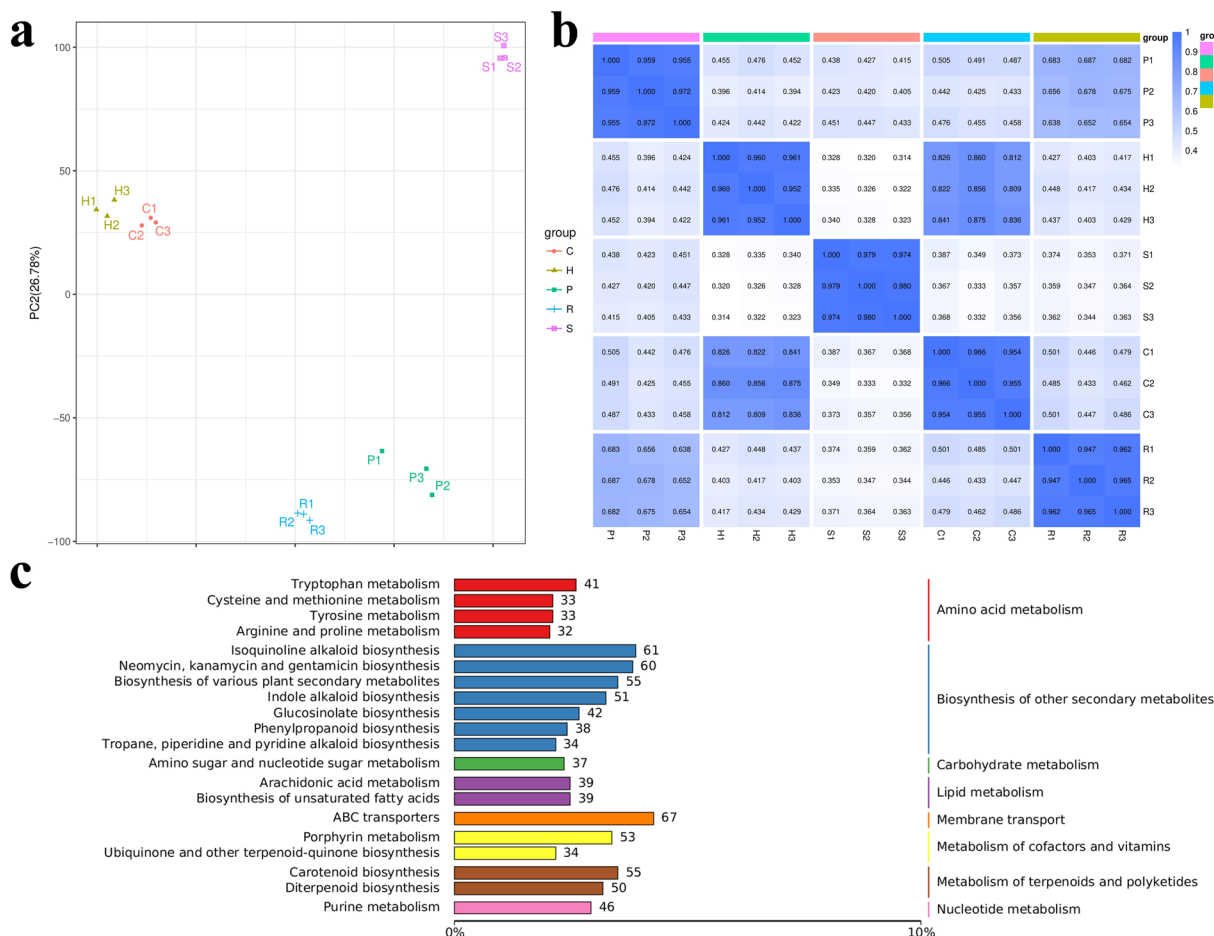 a
100
50
0
−50
−100
PC2(26.78%)
S3
S1 S2
H3
H1
H2
C1
C2 C3
P1
P3
P2
R1
R2
R3
group
C
H
P
R
S
b
group
1
0.9
0.8
0.7
0.6
0.5
0.4
gro
1.000 0.959 0.955 0.455 0.476 0.452 0.438 0.427 0.415 0.505 0.491 0.487 0.683 0.687 0.682 P1
0.959 1.000 0.972 0.396 0.414 0.394 0.423 0.420 0.405 0.442 0.425 0.433 0.656 0.678 0.675 P2
0.955 0.972 1.000 0.424 0.442 0.422 0.451 0.447 0.433 0.476 0.455 0.458 0.638 0.652 0.654 P3
0.455 0.396 0.424 1.000 0.960 0.961 0.328 0.320 0.314 0.826 0.860 0.812 0.427 0.403 0.417 H1
0.476 0.414 0.442 0.960 1.000 0.952 0.335 0.326 0.322 0.822 0.856 0.809 0.448 0.417 0.434 H2
0.452 0.394 0.422 0.961 0.952 1.000 0.340 0.328 0.323 0.841 0.875 0.836 0.437 0.403 0.429 H3
0.438 0.423 0.451 0.328 0.335 0.340 1.000 0.979 0.974 0.387 0.349 0.373 0.374 0.353 0.371 S1
0.427 0.420 0.447 0.320 0.326 0.328 0.979 1.000 0.980 0.367 0.333 0.357 0.359 0.347 0.364 S2
0.415 0.405 0.433 0.314 0.322 0.323 0.974 0.980 1.000 0.368 0.332 0.356 0.362 0.344 0.363 S3
0.505 0.442 0.476 0.826 0.822 0.841 0.387 0.367 0.368 1.000 0.966 0.954 0.501 0.446 0.479 C1
0.491 0.425 0.455 0.860 0.856 0.875 0.349 0.333 0.332 0.966 1.000 0.955 0.485 0.433 0.462 C2
0.487 0.433 0.458 0.812 0.809 0.836 0.373 0.357 0.356 0.954 0.955 1.000 0.501 0.447 0.486 C3
0.683 0.656 0.638 0.427 0.448 0.437 0.374 0.359 0.362 0.501 0.485 0.501 1.000 0.947 0.962 R1
0.687 0.678 0.652 0.403 0.417 0.403 0.353 0.347 0.344 0.446 0.433 0.447 0.947 1.000 0.965 R2
0.682 0.675 0.654 0.417 0.434 0.429 0.371 0.364 0.363 0.479 0.462 0.486 0.962 0.965 1.000 R3
P1 P2 P3 H1 H2 H3 S1 S2 S3 C1 C2 C3 R1 R2 R3
c
Tryptophan metabolism 41
Cysteine and methionine metabolism 33
Tyrosine metabolism 33
Arginine and proline metabolism 32
Amino acid metabolism
Isoquinoline alkaloid biosynthesis 61
Neomycin, kanamycin and gentamicin biosynthesis 60
Biosynthesis of various plant secondary metabolites 55
Indole alkaloid biosynthesis 51
Glucosinolate biosynthesis 42
Phenylpropanoid biosynthesis 38
Tropane, piperidine and pyridine alkaloid biosynthesis 34
Biosynthesis of other secondary metabolites
Amino sugar and nucleotide sugar metabolism 37
Carbohydrate metabolism
Arachidonic acid metabolism 39
Biosynthesis of unsaturated fatty acids 39
Lipid metabolism
ABC transporters 67
Membrane transport
Porphyrin metabolism 53
Ubiquinone and other terpenoid-quinone biosynthesis 34
Metabolism of cofactors and vitamins
Carotenoid biosynthesis 55
Diterpenoid biosynthesis 50
Metabolism of terpenoids and polyketides
Purine metabolism 46
Nucleotide metabolism
0% 10%